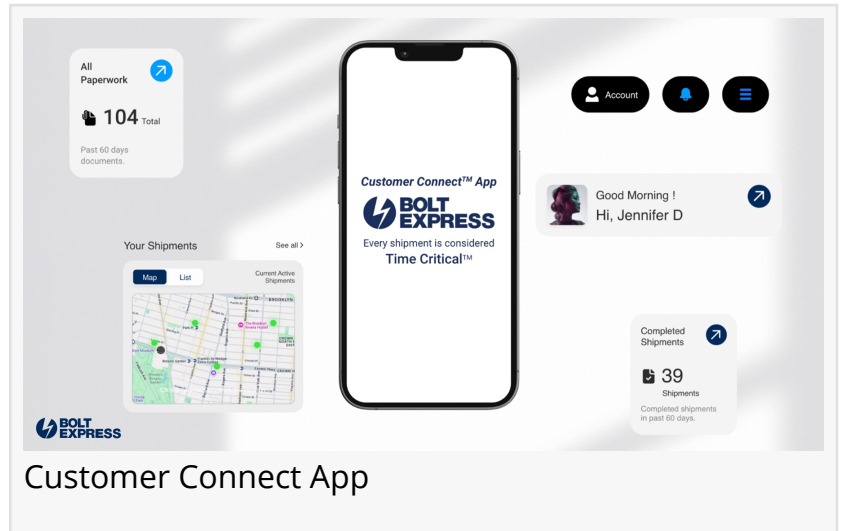 All
Paperwork
104 Total
Past 60 days
documents.
Your Shipments
See all >
Map
List
Current Active
Shipments
BROOKLYN
BOLT
EXPRESS
Customer Connect™ App
BOLT
EXPRESS
Every shipment is considered
Time Critical™
Account
Good Morning !
Hi, Jennifer D
Completed
Shipments
39
Shipments
Completed shipments
in past 60 days.
Customer Connect App